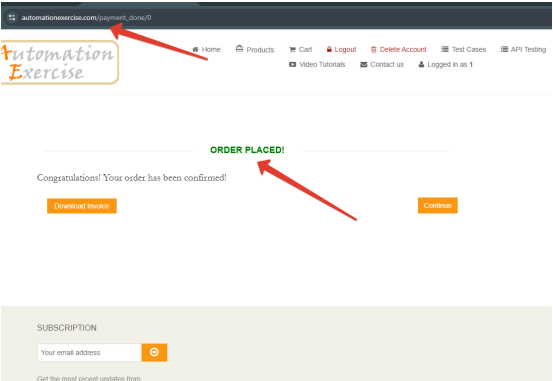 automationexercise.com/payment_done/0
Automation
Exercise
Home Products Cart Logout Delete Account Test Cases API Testing
Video Tutorials Contact us Logged in as 1
ORDER PLACED!
Congratulations! Your order has been confirmed!
Download Invoice Continue
SUBSCRIPTION
Your email address
Get the most recent updates from